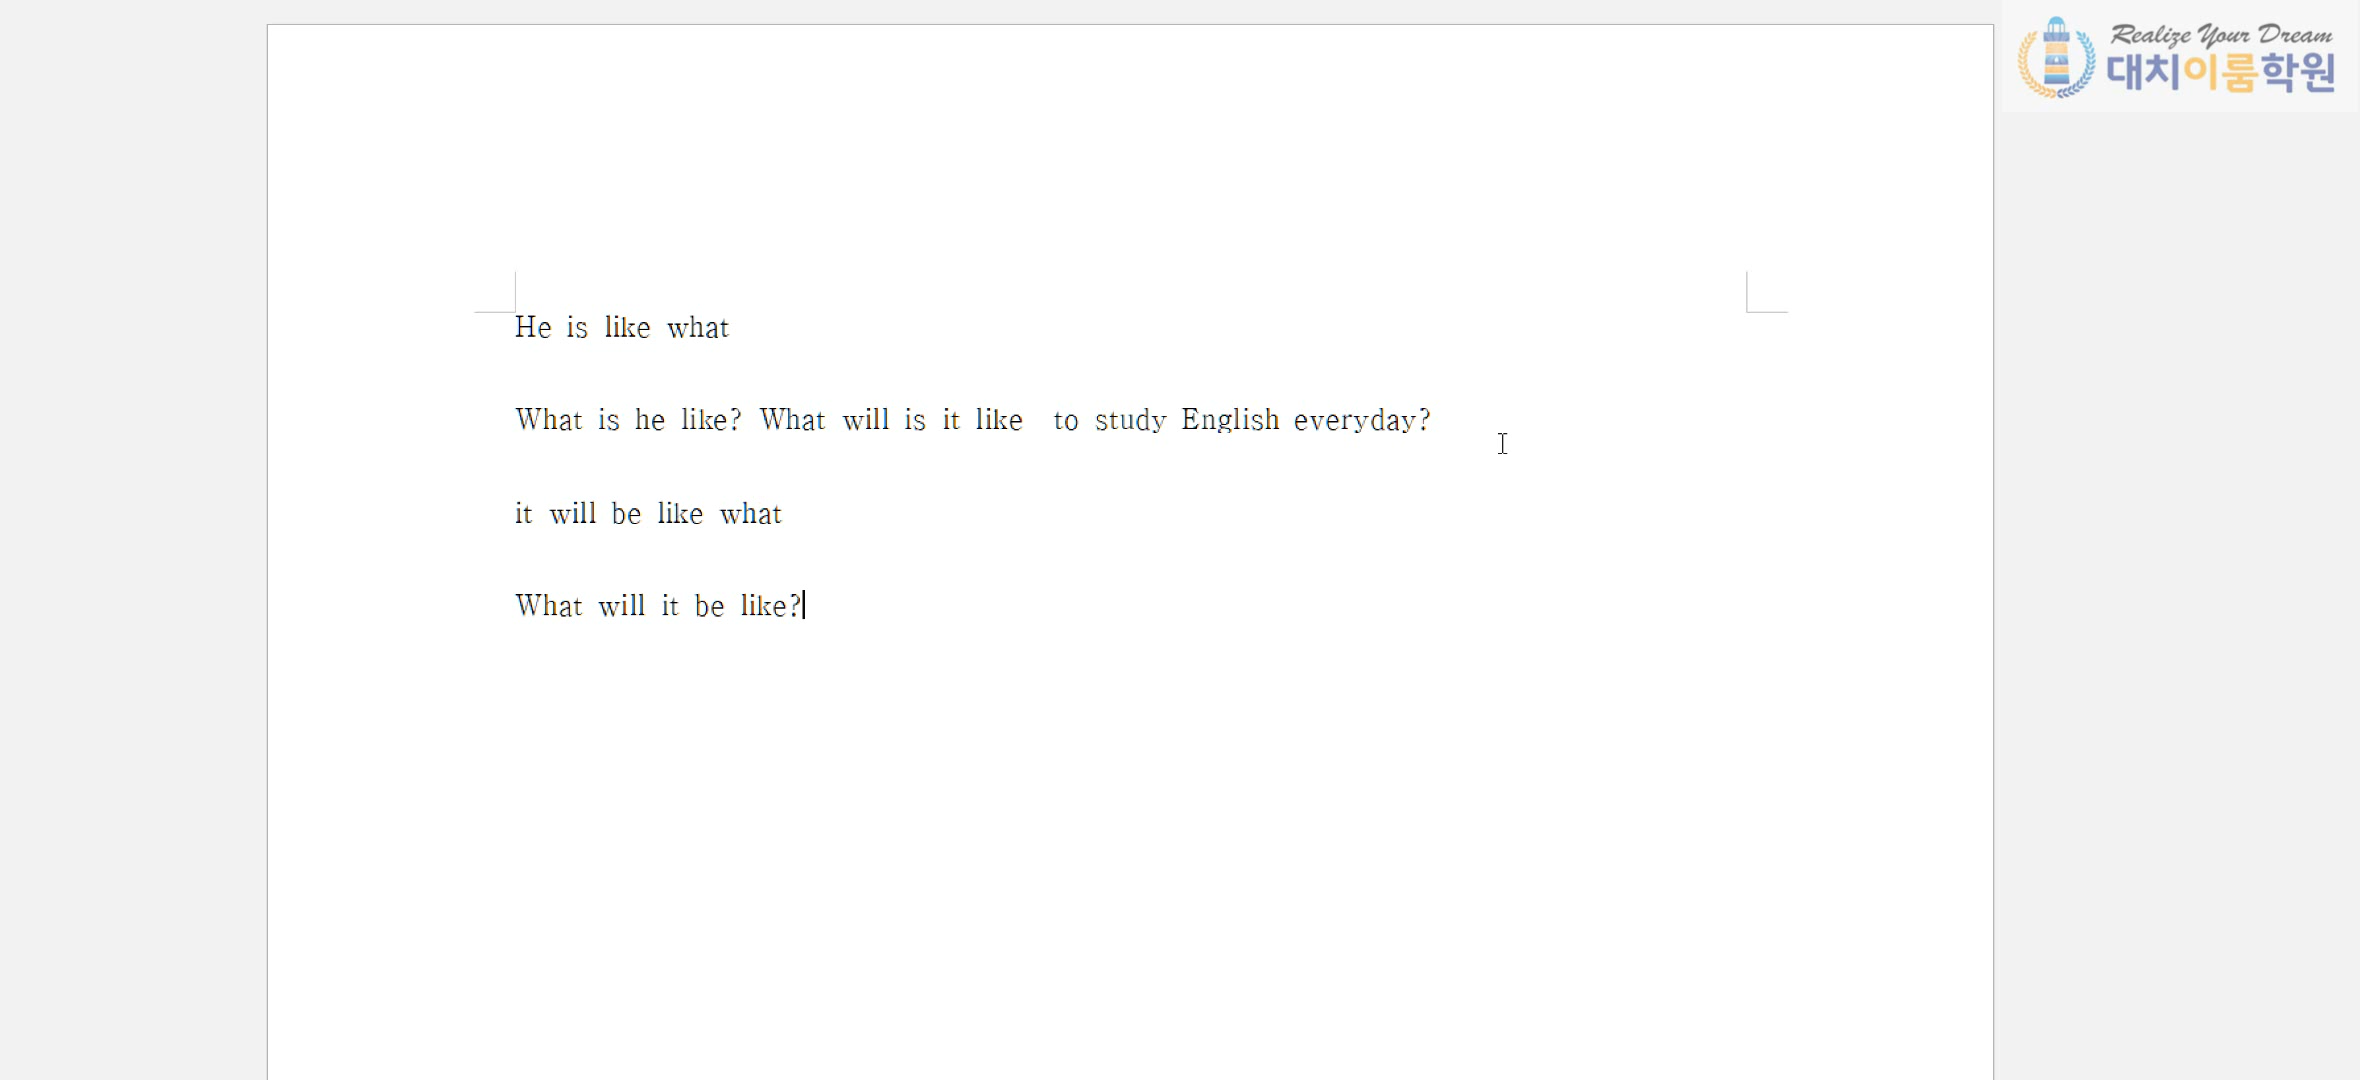 Realize Your Dream
대치이룸학원
He is like what
What is he like? What will is it like  to study English everyday?
it will be like what
What will it be like?